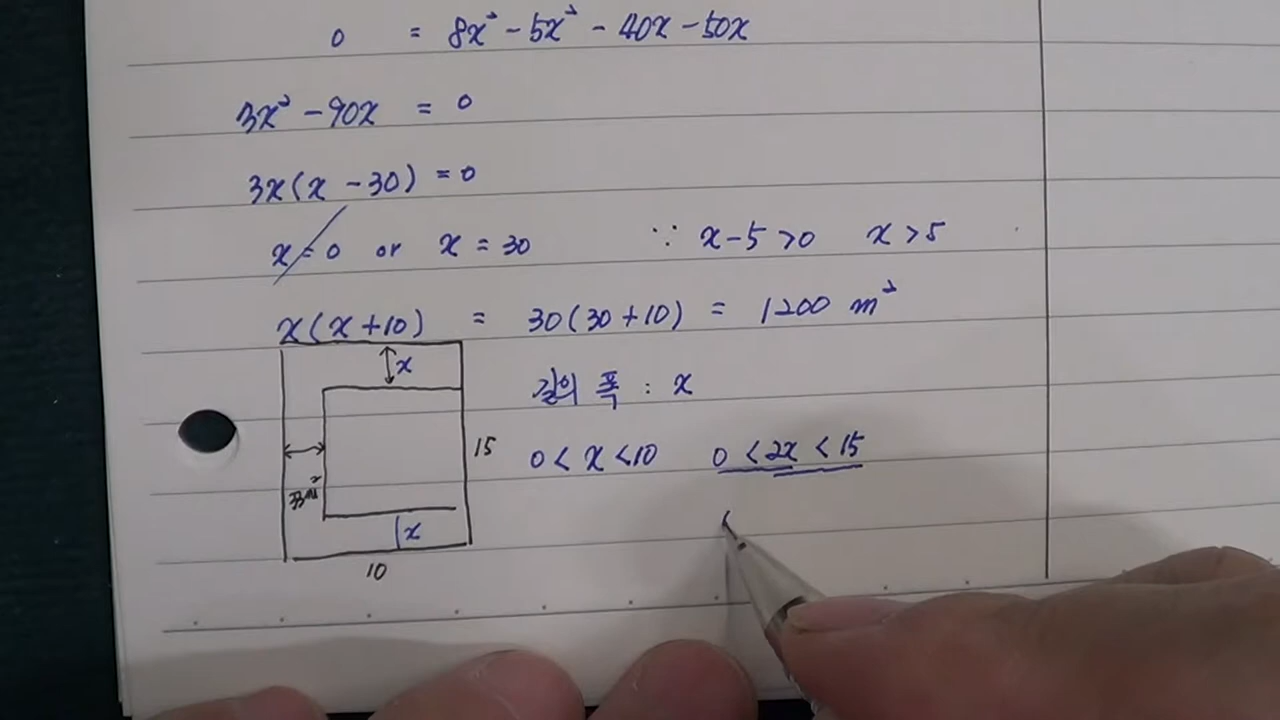 0 = 8x² - 5x² - 40x - 50x
3x² - 90x = 0
3x(x - 30) = 0
x = 0 or x = 30 ∵ x-5>0 x>5
x(x+10) = 30(30+10) = 1200 m²
x
길의 폭 : x
15
0<x<10 0<2x<15
m²
x
10